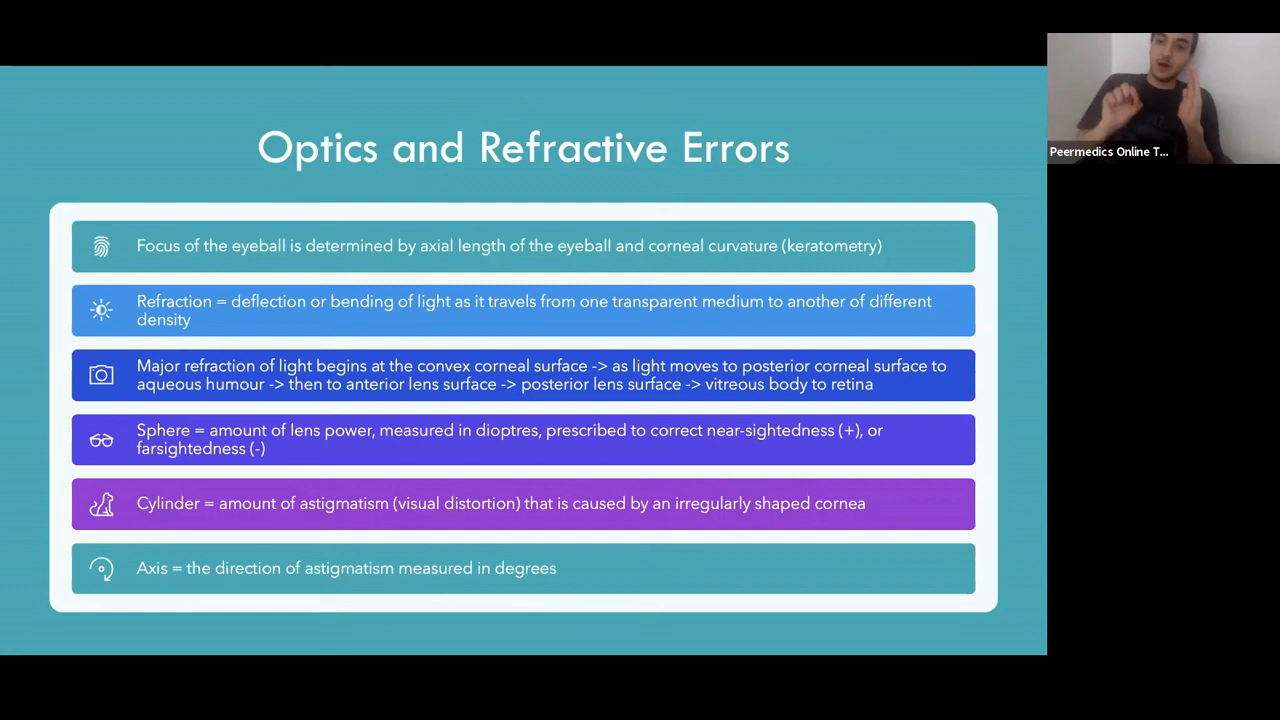 Optics and Refractive Errors
Focus of the eyeball is determined by axial length of the eyeball and corneal curvature (keratometry)
Refraction = deflection or bending of light as it travels from one transparent medium to another of different
density
Major refraction of light begins at the convex corneal surface -> as light moves to posterior corneal surface to
aqueous humour -> then to anterior lens surface -> posterior lens surface -> vitreous body to retina
Sphere = amount of lens power, measured in dioptres, prescribed to correct near-sightedness (+), or
farsightedness (-)
Cylinder = amount of astigmatism (visual distortion) that is caused by an irregularly shaped cornea
Axis = the direction of astigmatism measured in degrees
Peermedics Online T...